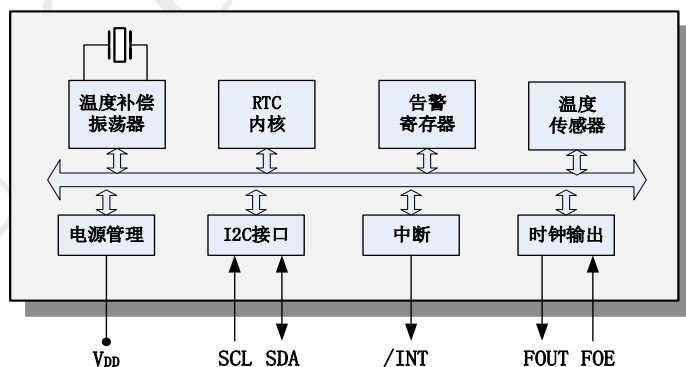 温度补偿
振荡器
RTC
内核
告警
寄存器
温度
传感器
电源管理
I2C接口
中断
时钟输出
VDD
SCL SDA
/INT
FOUT FOE